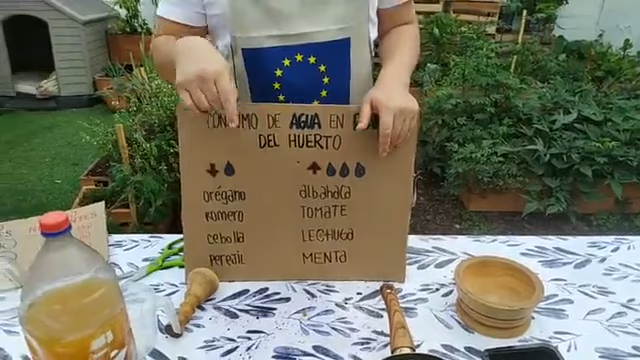 CONSUMO DE AGUA EN
DEL HUERTO
orégano
ROMERO
cebolla
PEREJIL
albahaca
TOMATE
LECHUGA
MENTA